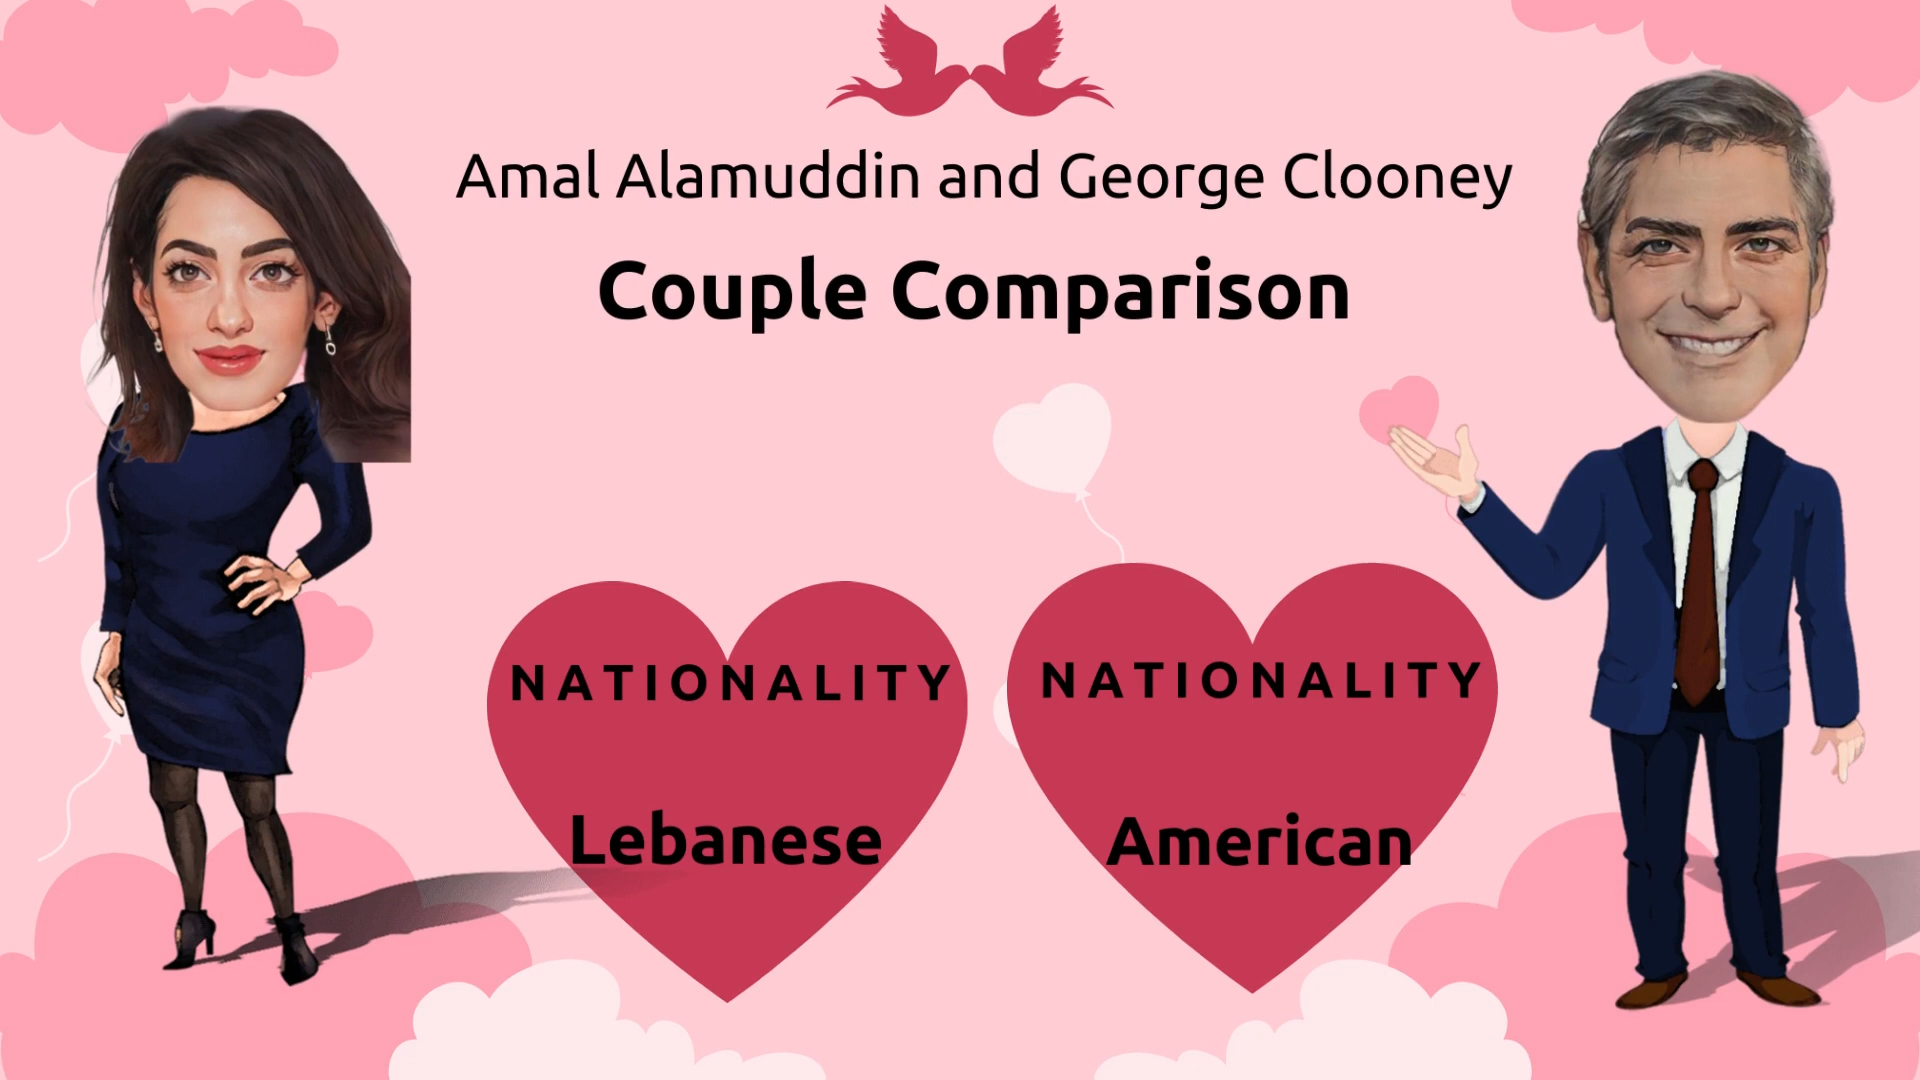 Amal Alamuddin and George Clooney
Couple Comparison
NATIONALITY
Lebanese
NATIONALITY
American